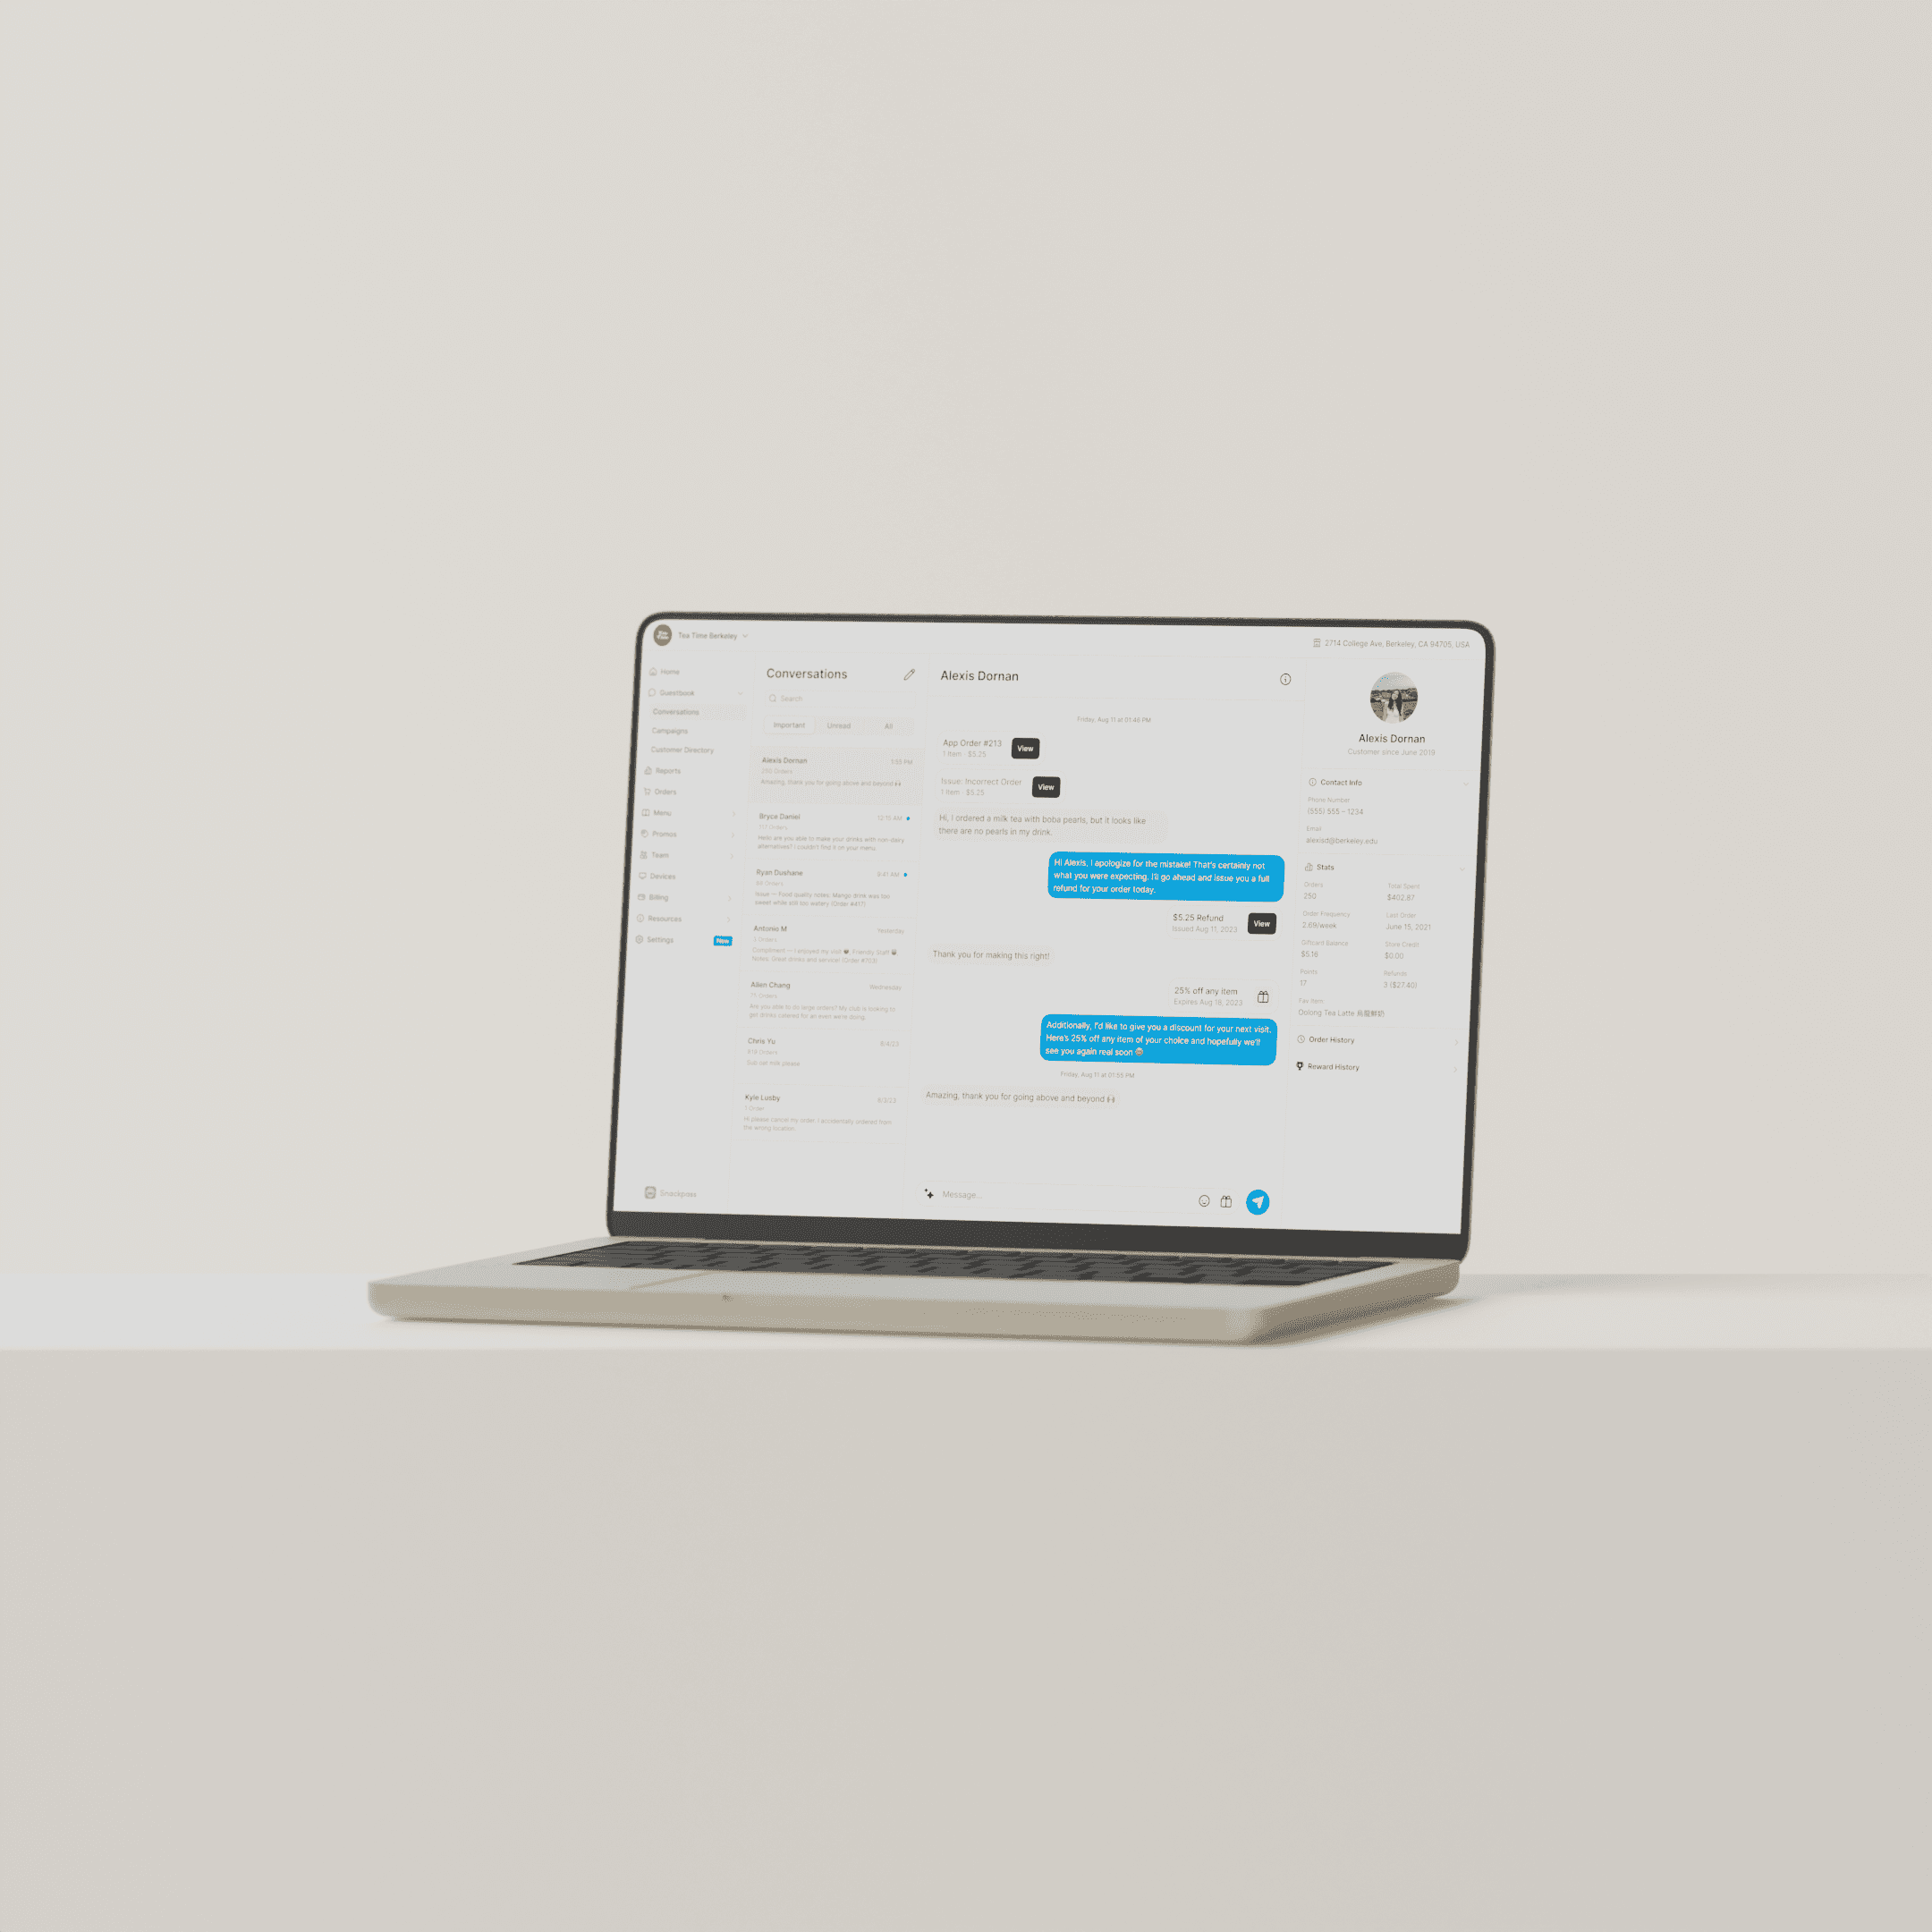 Tea Time Berkeley
2714 College Ave, Berkeley, CA 94705, USA
Home
Guestbook
Conversations
Campaigns
Customer Directory
Reports
Orders
Menu
Promos
Team
Devices
Billing
Resources
Settings
New
Snackpass
Conversations
Search
Important
Unread
All
Alexis Dornan
1:55 PM
250 Orders
Amazing, thank you for going above and beyond 🙌
Bryce Daniel
Orders
Hello are you able to make your drinks with non-dairy
alternatives? I couldn't find it on your menu.
Ryan Dushane
9:41 AM
Orders
Issue — Food quality notes: Mango drink was too
sweet while still too watery (Order #417)
Antonio M
Yesterday
Orders
Compliment — I enjoyed my visit Friendly Staff
Notes: Great drinks and service! (Order
Chang
Wednesday
Orders
Are you able to do large orders? My club is looking to
get drinks catered for an even we're doing.
Chris Yu
8/4/23
Orders
Sub oat milk please
Kyle Lusby
8/3/23
1 Order
Hi please cancel my order, I accidentally ordered from
the wrong location
Alexis Dornan
Friday, Aug 11 at 01:48 PM
App Order #213
1 Item · $5.25
View
Issue: Incorrect Order
1 Item · $5.25
View
Hi, I ordered a milk tea with boba pearls, but it looks like
there are no pearls in my drink.
Hi Alexis, I apologize for the mistake! That's certainly not
what you were expecting. I'll go ahead and issue you a full
refund for your order today.
$5.25 Refund
Issued Aug 11, 2023
View
Thank you for making this right!
25% off any item
Expires Aug 18, 2023
Additionally, I'd like to give you a discount for your next visit.
Here's 25% off any item of your choice and hopefully we'll
see you again real soon
Friday, Aug 11 at 01:55 PM
Amazing, thank you for going above and beyond 🙌
Message...
Alexis Dornan
Customer since June 2019
Contact Info
Phone Number
(555) 555 – 1234
Email
alexisd@berkeley.edu
Stats
Orders
250
Total Spent
$402.87
Order Frequency
2.69/week
Last Order
June 15, 2021
Giftcard Balance
$5.16
Store Credit
$0.00
Points
17
Refunds
3 ($27.40)
Fav Item
Oolong Tea Latte 烏龍鮮奶
Order History
Reward History